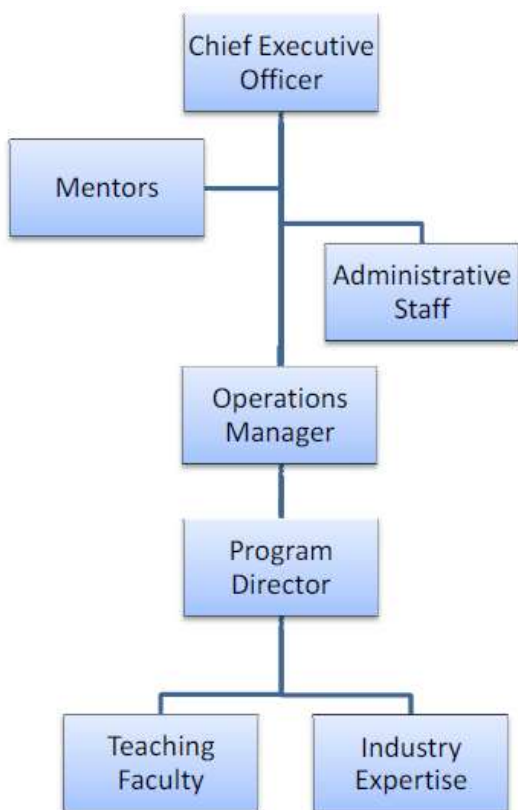 Chief Executive
Officer
Mentors
Administrative
Staff
Operations
Manager
Program
Director
Teaching
Faculty
Industry
Expertise